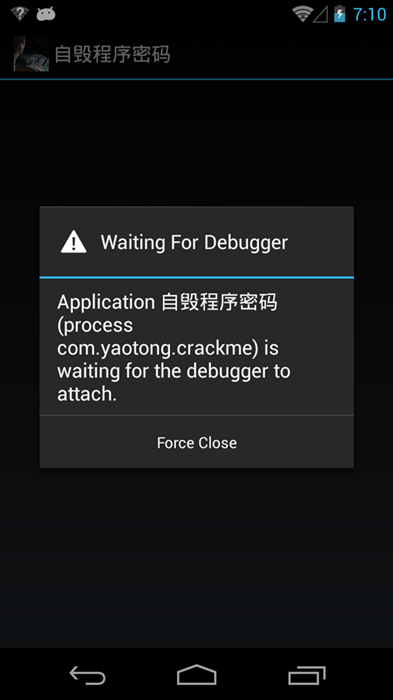 7:10
自毁程序密码
Waiting For Debugger
Application 自毁程序密码
(process
com.yaotong.crackme) is
waiting for the debugger to
attach.
Force Close